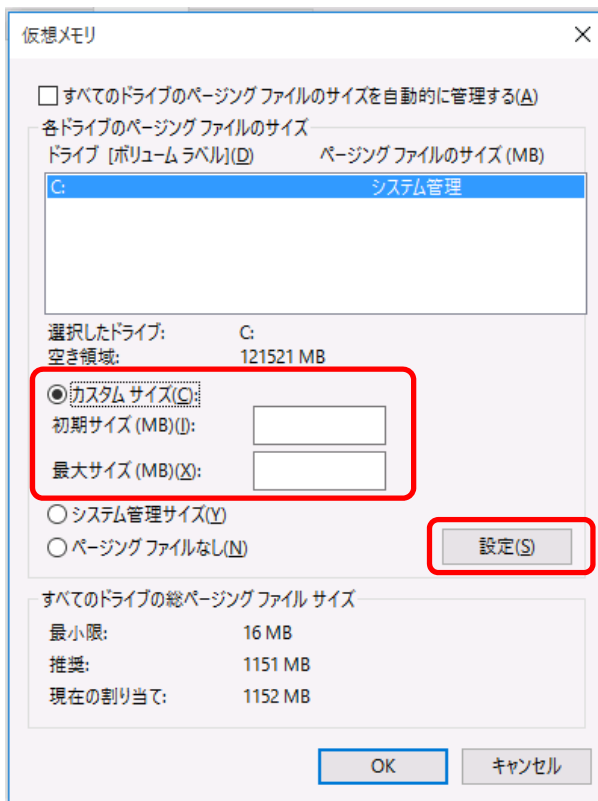 仮想メモリ
すべてのドライブのページング ファイルのサイズを自動的に管理する(A)
各ドライブのページング ファイルのサイズ
ドライブ [ボリューム ラベル](D) ページング ファイルのサイズ (MB)
C: システム管理
選択したドライブ: C:
空き領域: 121521 MB
カスタム サイズ(C):
初期サイズ (MB)(I):
最大サイズ (MB)(X):
システム管理サイズ(Y)
ページング ファイルなし(N) 設定(S)
すべてのドライブの総ページング ファイル サイズ
最小限: 16 MB
推奨: 1151 MB
現在の割り当て: 1152 MB
OK キャンセル